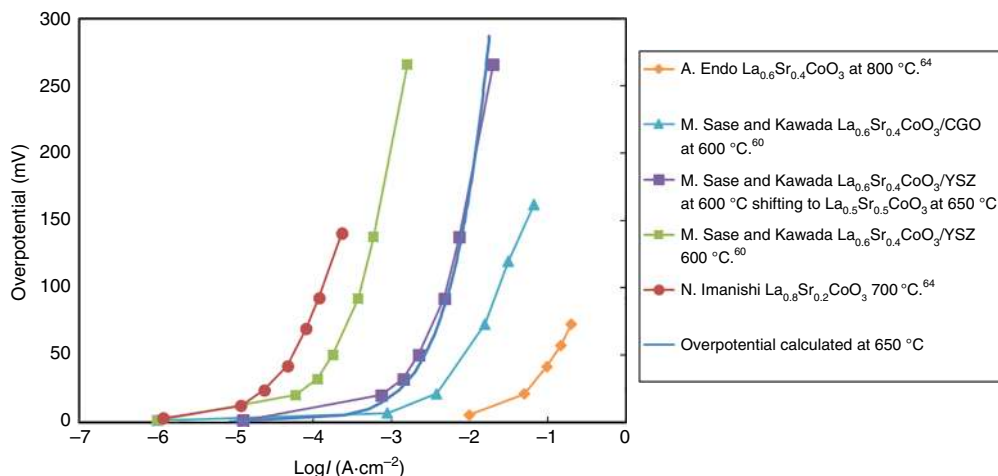 300
250
200
150
100
50
0
Overpotential (mV)
–7 –6 –5 –4 –3 –2 –1 0
LogI (A·cm⁻²)
A. Endo La₀.₆Sr₀.₄CoO₃ at 800 °C.⁶⁴
M. Sase and Kawada La₀.₆Sr₀.₄CoO₃/CGO
at 600 °C.⁶⁰
M. Sase and Kawada La₀.₆Sr₀.₄CoO₃/YSZ
at 600 °C shifting to La₀.₅Sr₀.₅CoO₃ at 650 °C
M. Sase and Kawada La₀.₆Sr₀.₄CoO₃/YSZ
600 °C.⁶⁰
N. Imanishi La₀.₈Sr₀.₂CoO₃ 700 °C.⁶⁴
Overpotential calculated at 650 °C